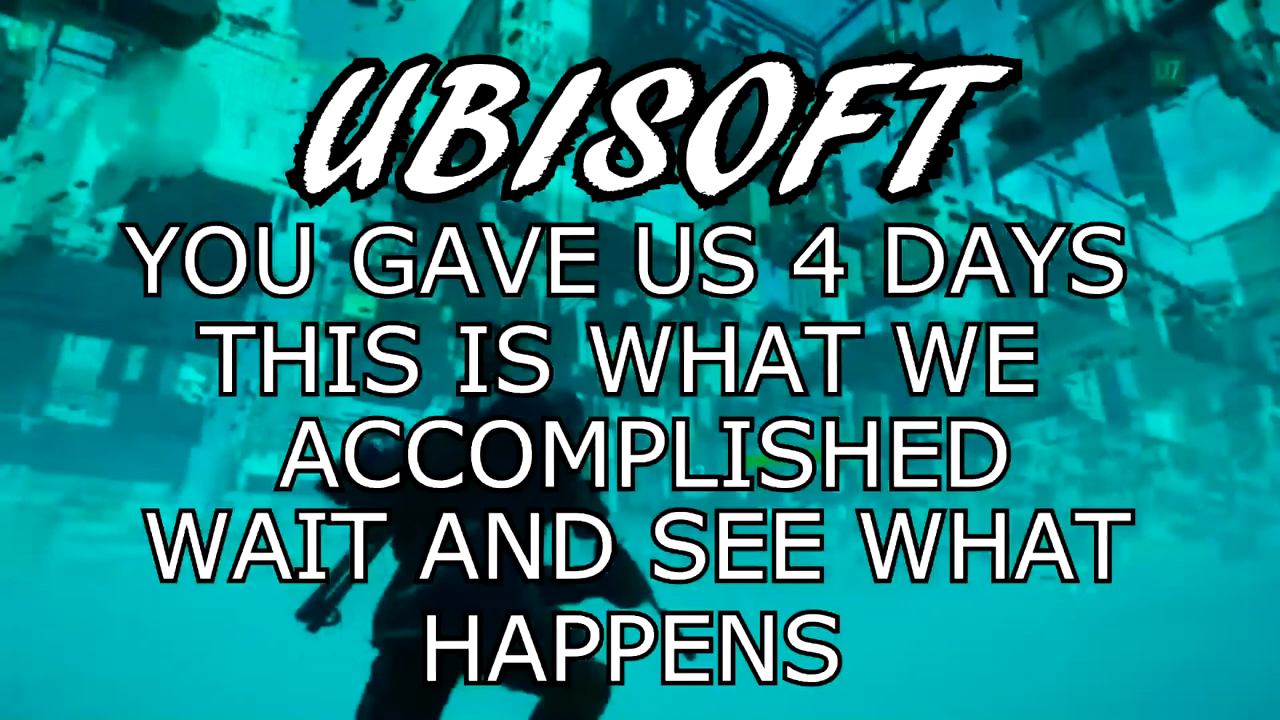 UBISOFT
YOU GAVE US 4 DAYS
THIS IS WHAT WE
ACCOMPLISHED
WAIT AND SEE WHAT
HAPPENS